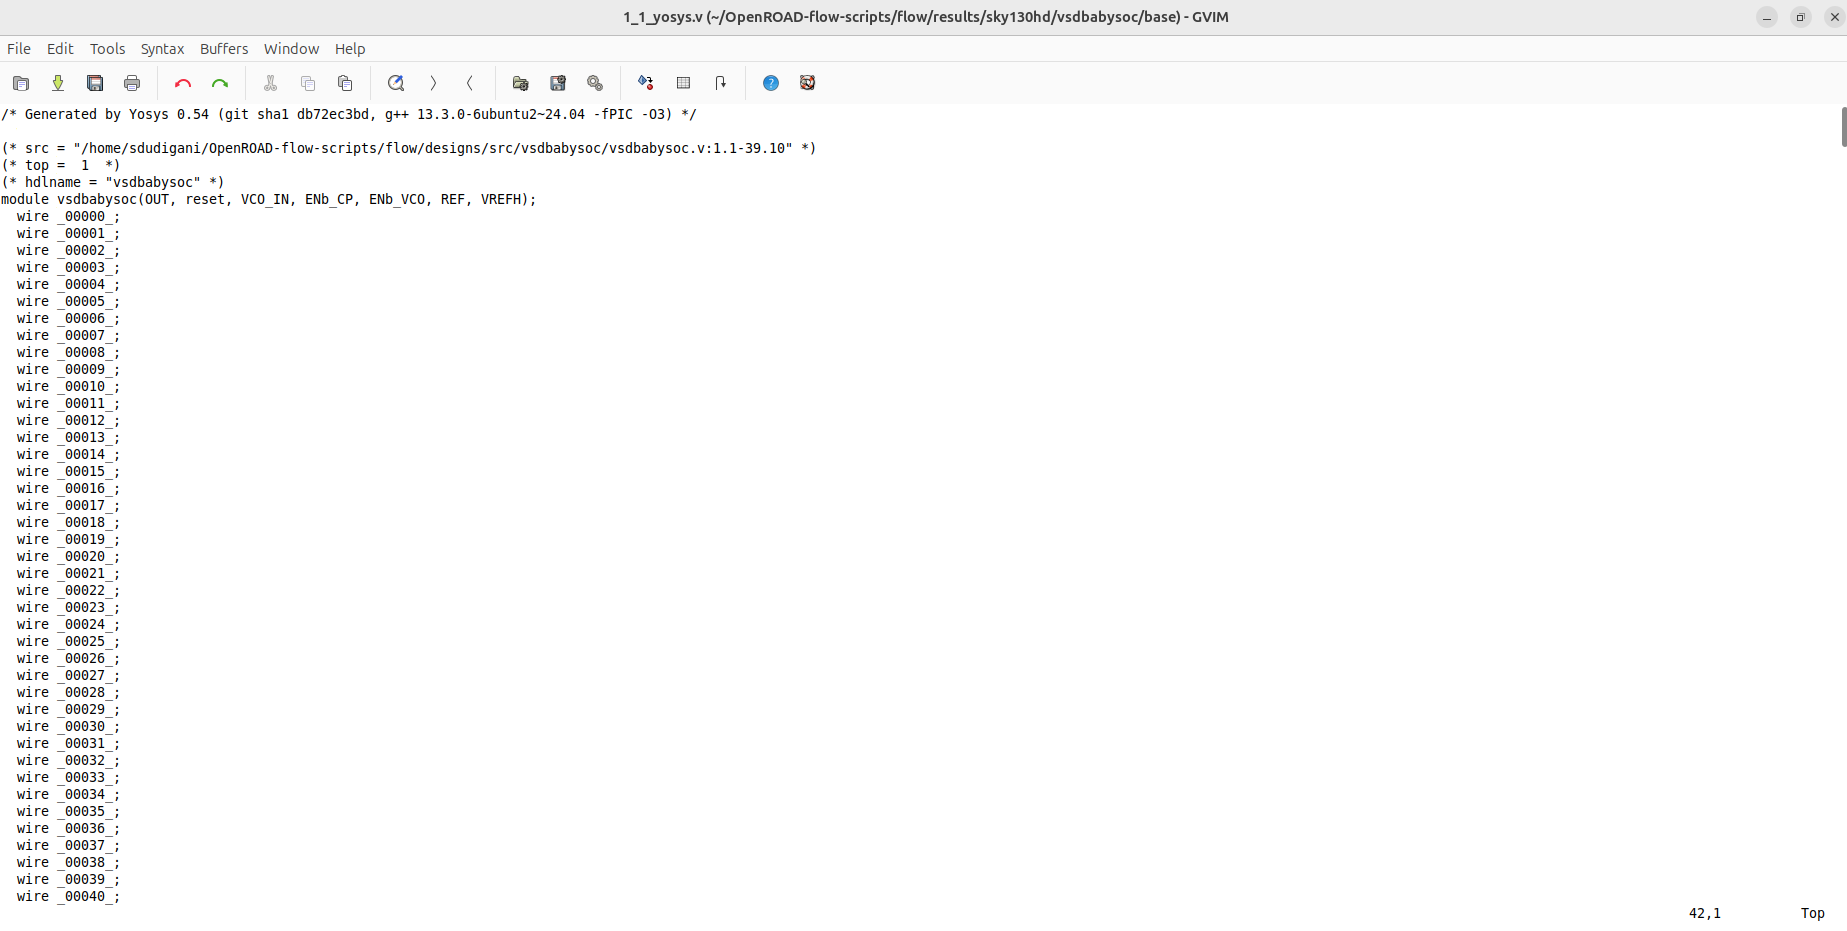 1_1_yosys.v (~/OpenROAD-flow-scripts/flow/results/sky130hd/vsdbabysoc/base) - GVIM
File Edit Tools Syntax Buffers Window Help
/* Generated by Yosys 0.54 (git sha1 db72ec3bd, g++ 13.3.0-6ubuntu2~24.04 -fPIC -O3) */
(* src = "/home/sdudigani/OpenROAD-flow-scripts/flow/designs/src/vsdbabysoc/vsdbabysoc.v:1.1-39.10" *)
(* top =  1  *)
(* hdlname = "vsdbabysoc" *)
module vsdbabysoc(OUT, reset, VCO_IN, ENb_CP, ENb_VCO, REF, VREFH);
  wire _00000_;
  wire _00001_;
  wire _00002_;
  wire _00003_;
  wire _00004_;
  wire _00005_;
  wire _00006_;
  wire _00007_;
  wire _00008_;
  wire _00009_;
  wire _00010_;
  wire _00011_;
  wire _00012_;
  wire _00013_;
  wire _00014_;
  wire _00015_;
  wire _00016_;
  wire _00017_;
  wire _00018_;
  wire _00019_;
  wire _00020_;
  wire _00021_;
  wire _00022_;
  wire _00023_;
  wire _00024_;
  wire _00025_;
  wire _00026_;
  wire _00027_;
  wire _00028_;
  wire _00029_;
  wire _00030_;
  wire _00031_;
  wire _00032_;
  wire _00033_;
  wire _00034_;
  wire _00035_;
  wire _00036_;
  wire _00037_;
  wire _00038_;
  wire _00039_;
  wire _00040_;
42,1 Top